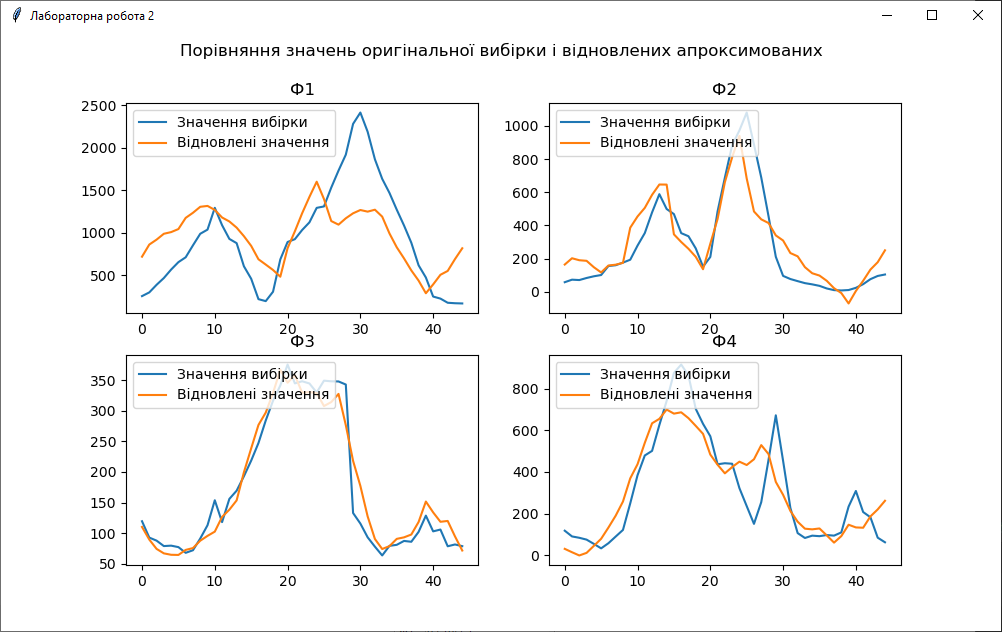 Лабораторна робота 2
Порівняння значень оригінальної вибірки і відновлених апроксимованих
Ф1
Значення вибірки
Відновлені значення
2500
2000
1500
1000
500
0 10 20 30 40
Ф2
Значення вибірки
Відновлені значення
1000
800
600
400
200
0
0 10 20 30 40
Ф3
Значення вибірки
Відновлені значення
350
300
250
200
150
100
50
0 10 20 30 40
Ф4
Значення вибірки
Відновлені значення
800
600
400
200
0
0 10 20 30 40